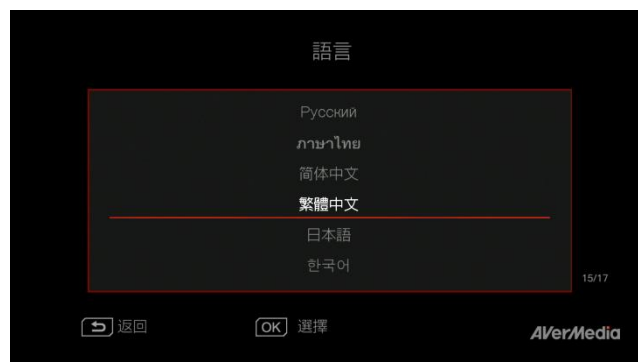 語言
Русский
ภาษาไทย
简体中文
繁體中文
日本語
한국어
15/17
返回
OK 選擇
AVerMedia